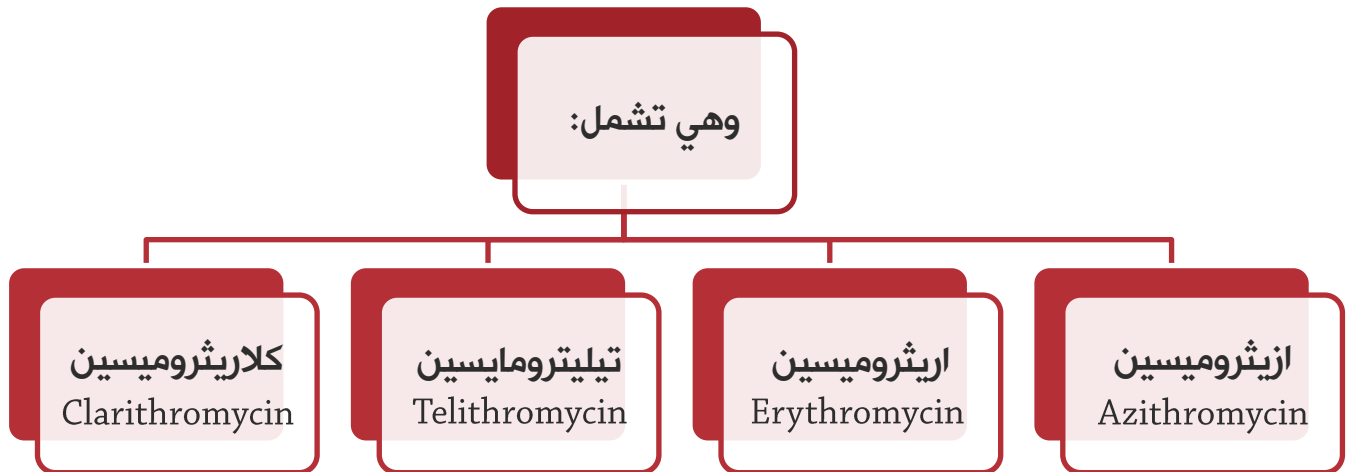 وهي تشمل:
ازيثروميسين
Azithromycin
اريثروميسين
Erythromycin
تيليترومايسين
Telithromycin
كلاريثروميسين
Clarithromycin